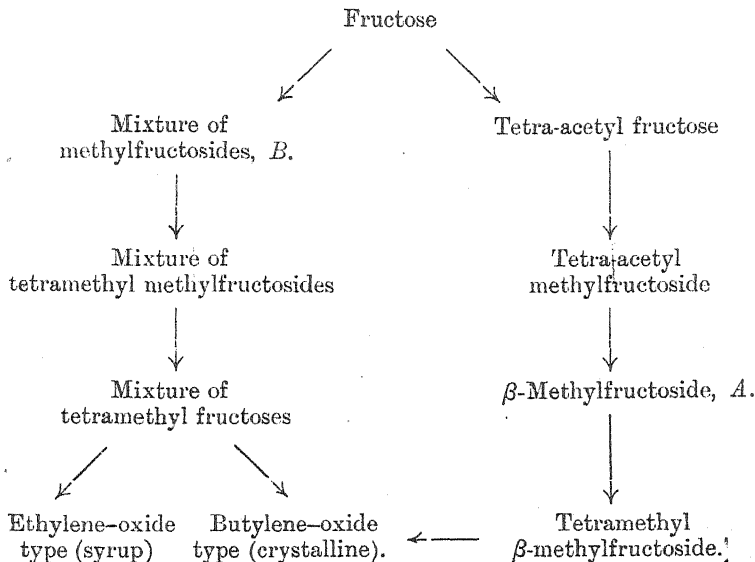 Fructose
Mixture of
methylfructosides, B.
Tetra-acetyl fructose
Mixture of
tetramethyl methylfructosides
Tetra-acetyl
methylfructoside
Mixture of
tetramethyl fructoses
β-Methylfructoside, A.
Ethylene-oxide
type (syrup)
Butylene-oxide
type (crystalline).
Tetramethyl
β-methylfructoside.